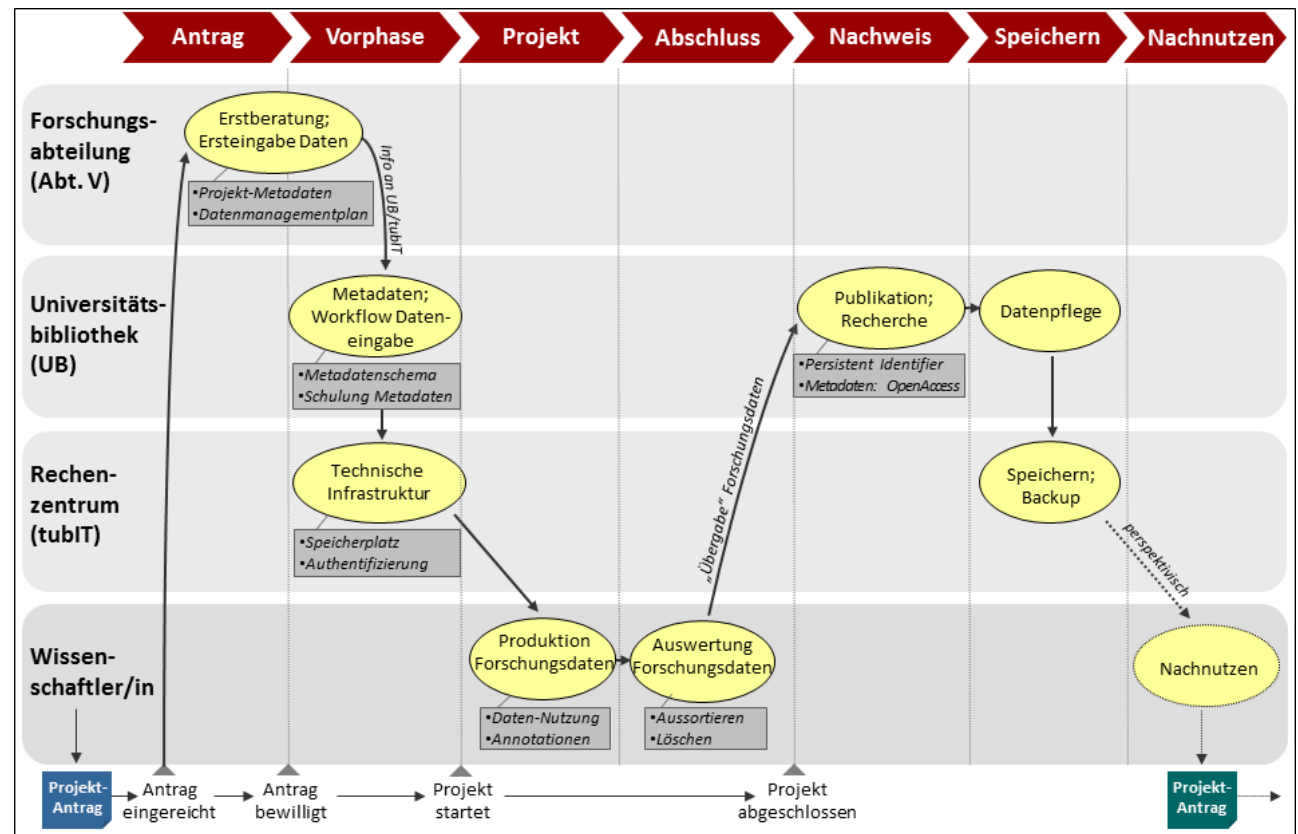 Antrag
Vorphase
Projekt
Abschluss
Nachweis
Speichern
Nachnutzen
Forschungs-
abteilung
(Abt. V)
Erstberatung;
Ersteingabe Daten
•Projekt-Metadaten
•Datenmanagementplan
Info an UB/tubIT
Universitäts-
bibliothek
(UB)
Metadaten;
Workflow Daten-
eingabe
•Metadatenschema
•Schulung Metadaten
Publikation;
Recherche
•Persistent Identifier
•Metadaten: OpenAccess
Datenpflege
Rechen-
zentrum
(tubIT)
Technische
Infrastruktur
•Speicherplatz
•Authentifizierung
„Übergabe“ Forschungsdaten
Speichern;
Backup
perspektivisch
Wissen-
schaftler/in
Produktion
Forschungsdaten
•Daten-Nutzung
•Annotationen
Auswertung
Forschungsdaten
•Aussortieren
•Löschen
Nachnutzen
Projekt-
Antrag
Antrag
eingereicht
Antrag
bewilligt
Projekt
startet
Projekt
abgeschlossen
Projekt-
Antrag